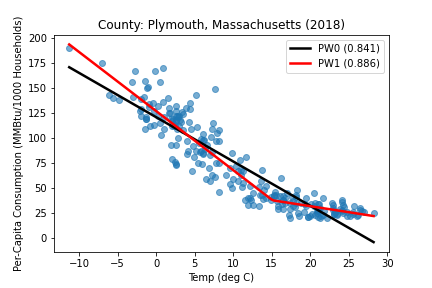 County: Plymouth, Massachusetts (2018)
Per-Capita Consumption (MMBtu/1000 Households)
200
175
150
125
100
75
50
25
0
PW0 (0.841)
PW1 (0.886)
−10 −5 0 5 10 15 20 25 30
Temp (deg C)